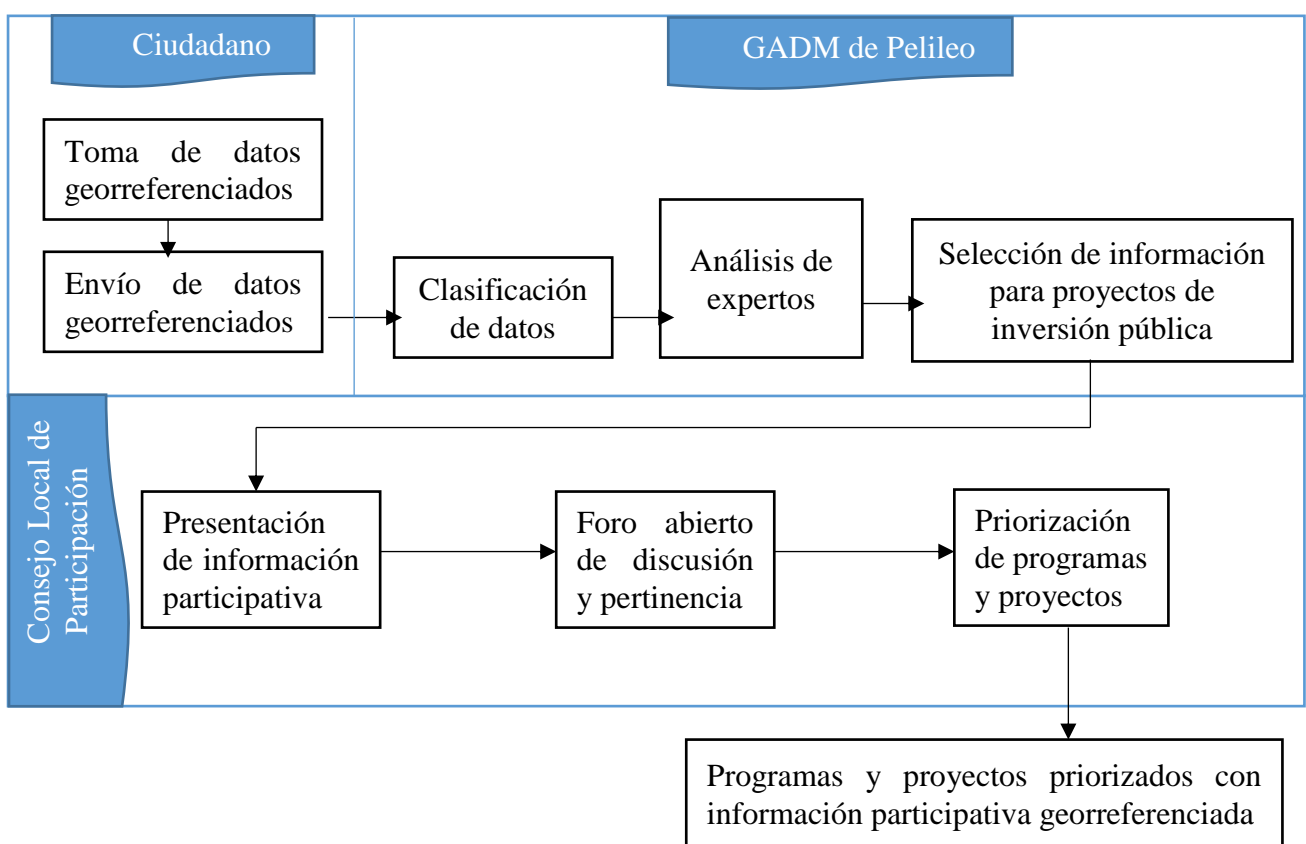 Ciudadano
GADM de Pelileo
Toma de datos
georreferenciados
Envío de datos
georreferenciados
Clasificación
de datos
Análisis de
expertos
Selección de información
para proyectos de
inversión pública
Consejo Local de
Participación
Presentación
de información
participativa
Foro abierto
de discusión
y pertinencia
Priorización
de programas
y proyectos
Programas y proyectos priorizados con
información participativa georreferenciada